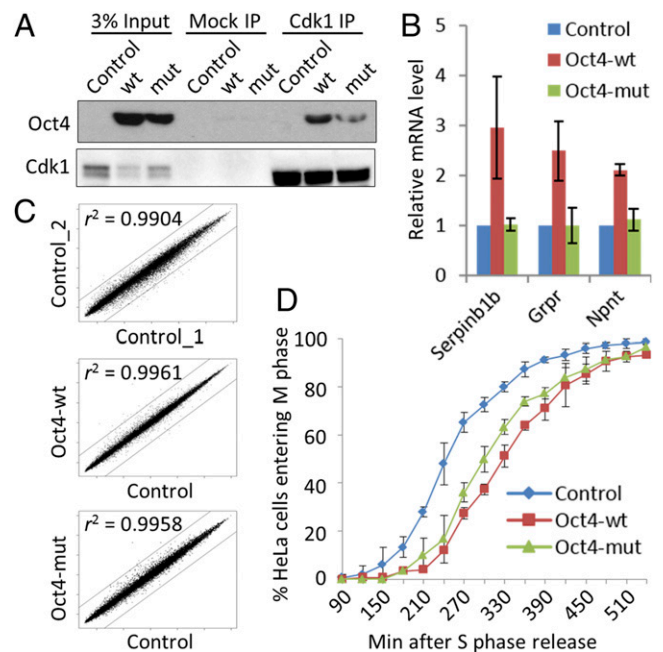 A
3% Input Mock IP Cdk1 IP
Control wt mut Control wt mut Control wt mut
Oct4
Cdk1
B
Relative mRNA level
5
4
3
2
1
0
Control
Oct4-wt
Oct4-mut
Serpinb1b Grpr Npnt
C
r² = 0.9904
Control_2
Control_1
r² = 0.9961
Oct4-wt
Control
r² = 0.9958
Oct4-mut
Control
D
% HeLa cells entering M phase
100
80
60
40
20
0
Control
Oct4-wt
Oct4-mut
90 150 210 270 330 390 450 510
Min after S phase release